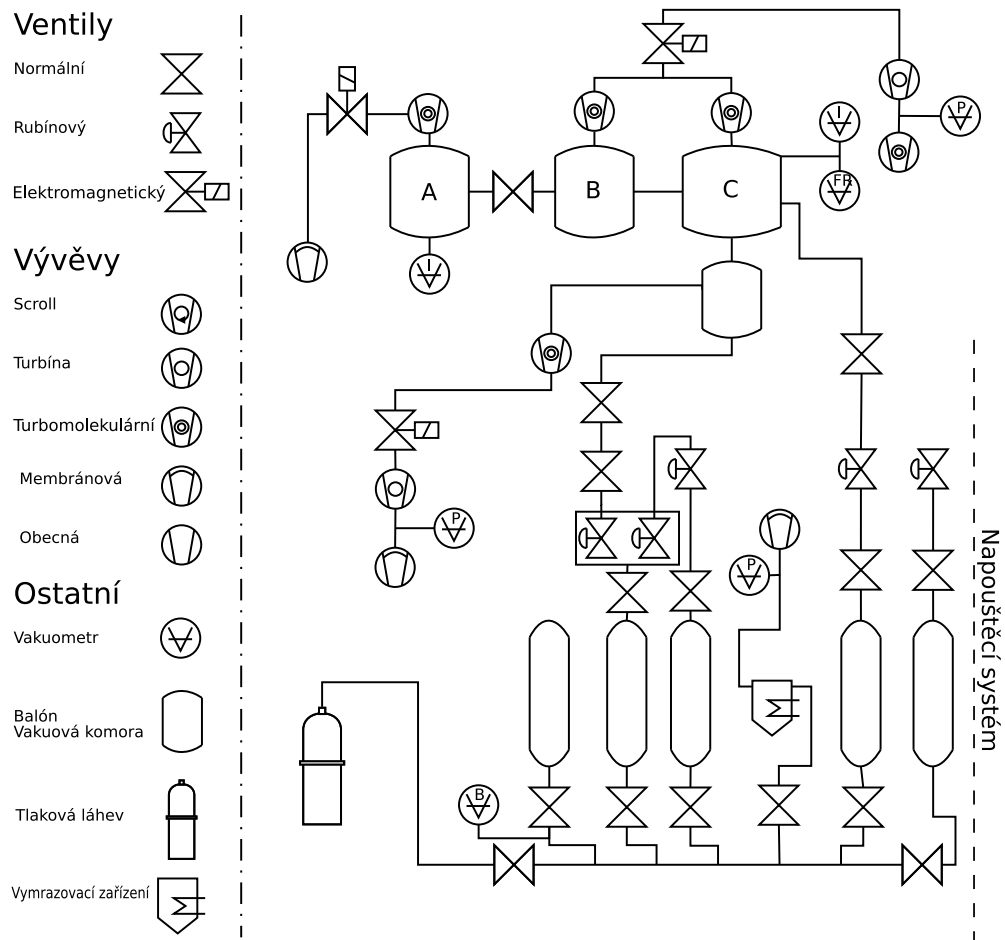 Ventily
Normální
Rubínový
Elektromagnetický
Vývěvy
Scroll
Turbína
Turbomolekulární
Membránová
Obecná
Ostatní
Vakuometr
Balón
Vakuová komora
Tlaková láhev
Vymrazovací zařízení
A
B
C
I
I
FR
P
P
P
B
Napouštěcí systém